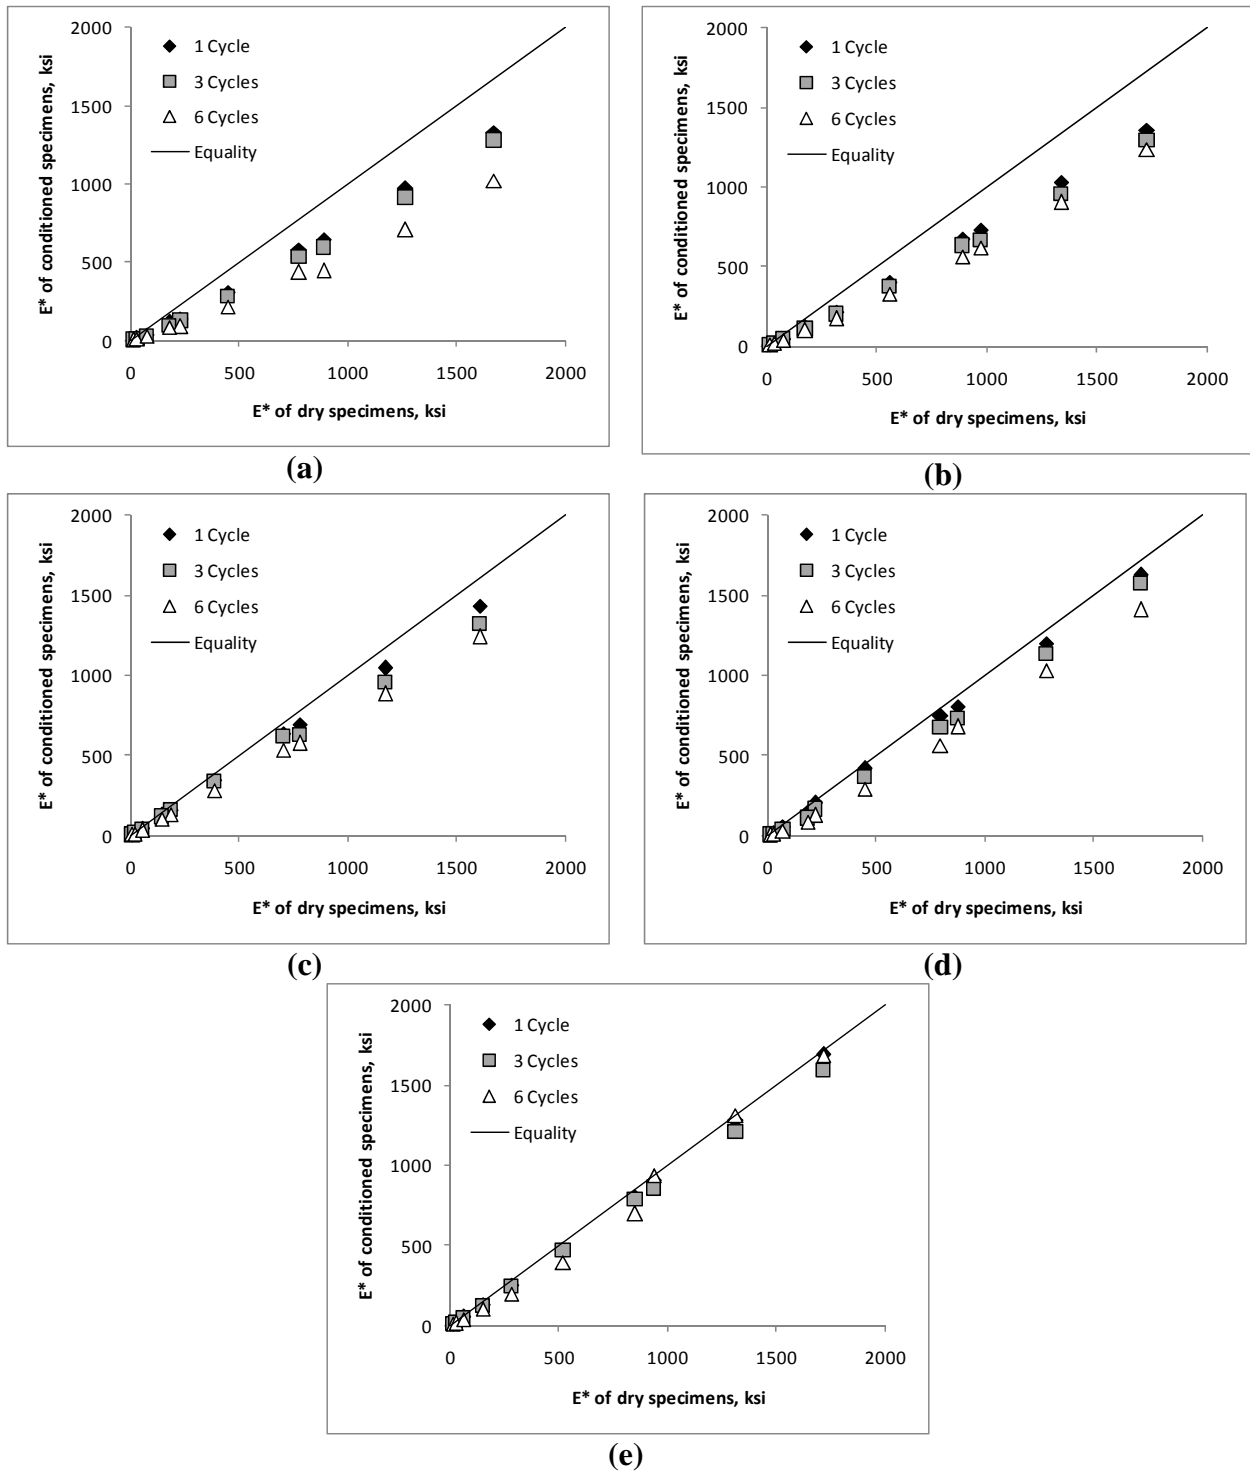 2000
1500
1000
500
0
E* of conditioned specimens, ksi
1 Cycle
3 Cycles
6 Cycles
Equality
0 500 1000 1500 2000
E* of dry specimens, ksi
(a)
2000
1500
1000
500
0
E* of conditioned specimens, ksi
1 Cycle
3 Cycles
6 Cycles
Equality
0 500 1000 1500 2000
E* of dry specimens, ksi
(b)
2000
1500
1000
500
0
E* of conditioned specimens, ksi
1 Cycle
3 Cycles
6 Cycles
Equality
0 500 1000 1500 2000
E* of dry specimens, ksi
(c)
2000
1500
1000
500
0
E* of conditioned specimens, ksi
1 Cycle
3 Cycles
6 Cycles
Equality
0 500 1000 1500 2000
E* of dry specimens, ksi
(d)
2000
1500
1000
500
0
E* of conditioned specimens, ksi
1 Cycle
3 Cycles
6 Cycles
Equality
0 500 1000 1500 2000
E* of dry specimens, ksi
(e)